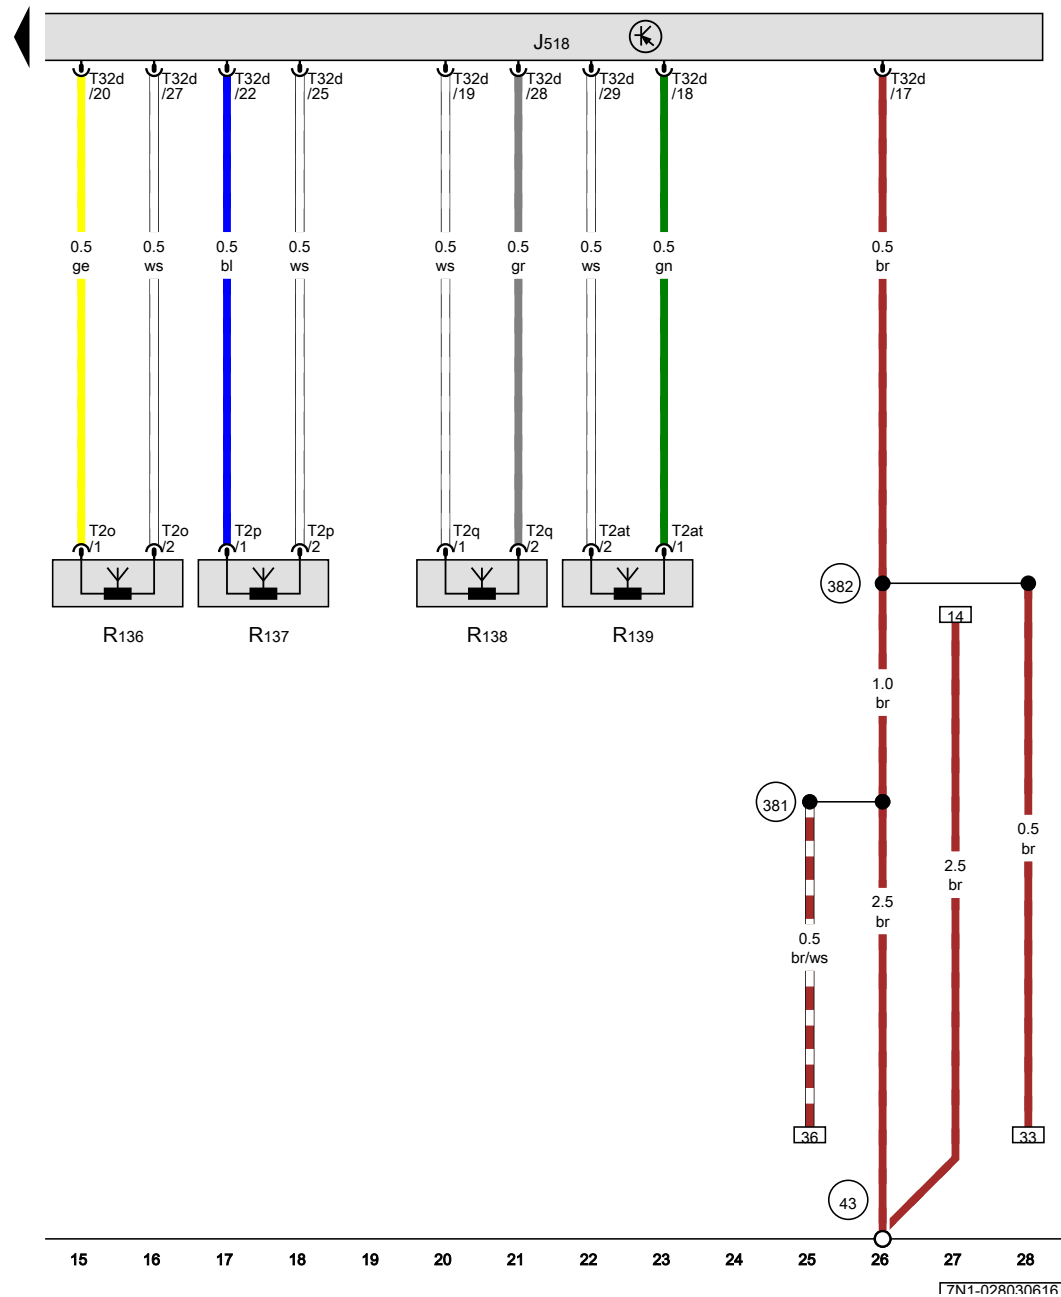 J518
T32d
/20
T32d
/27
T32d
/22
T32d
/25
T32d
/19
T32d
/28
T32d
/29
T32d
/18
T32d
/17
0.5
ge
0.5
ws
0.5
bl
0.5
ws
0.5
ws
0.5
gr
0.5
ws
0.5
gn
0.5
br
T2o
/1
T2o
/2
T2p
/1
T2p
/2
T2q
/1
T2q
/2
T2at
/2
T2at
/1
R136
R137
R138
R139
382
14
1.0
br
381
0.5
br
2.5
br
2.5
br
0.5
br/ws
36
33
43
15 16 17 18 19 20 21 22 23 24 25 26 27 28
7N1-028030616